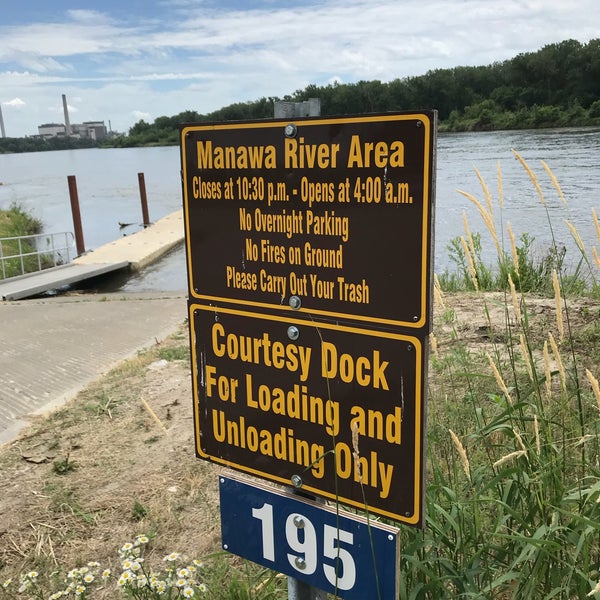 Manawa River Area
Closes at 10:30 p.m. - Opens at 4:00 a.m.
No Overnight Parking
No Fires on Ground
Please Carry Out Your Trash
Courtesy Dock
For Loading and
Unloading Only
195